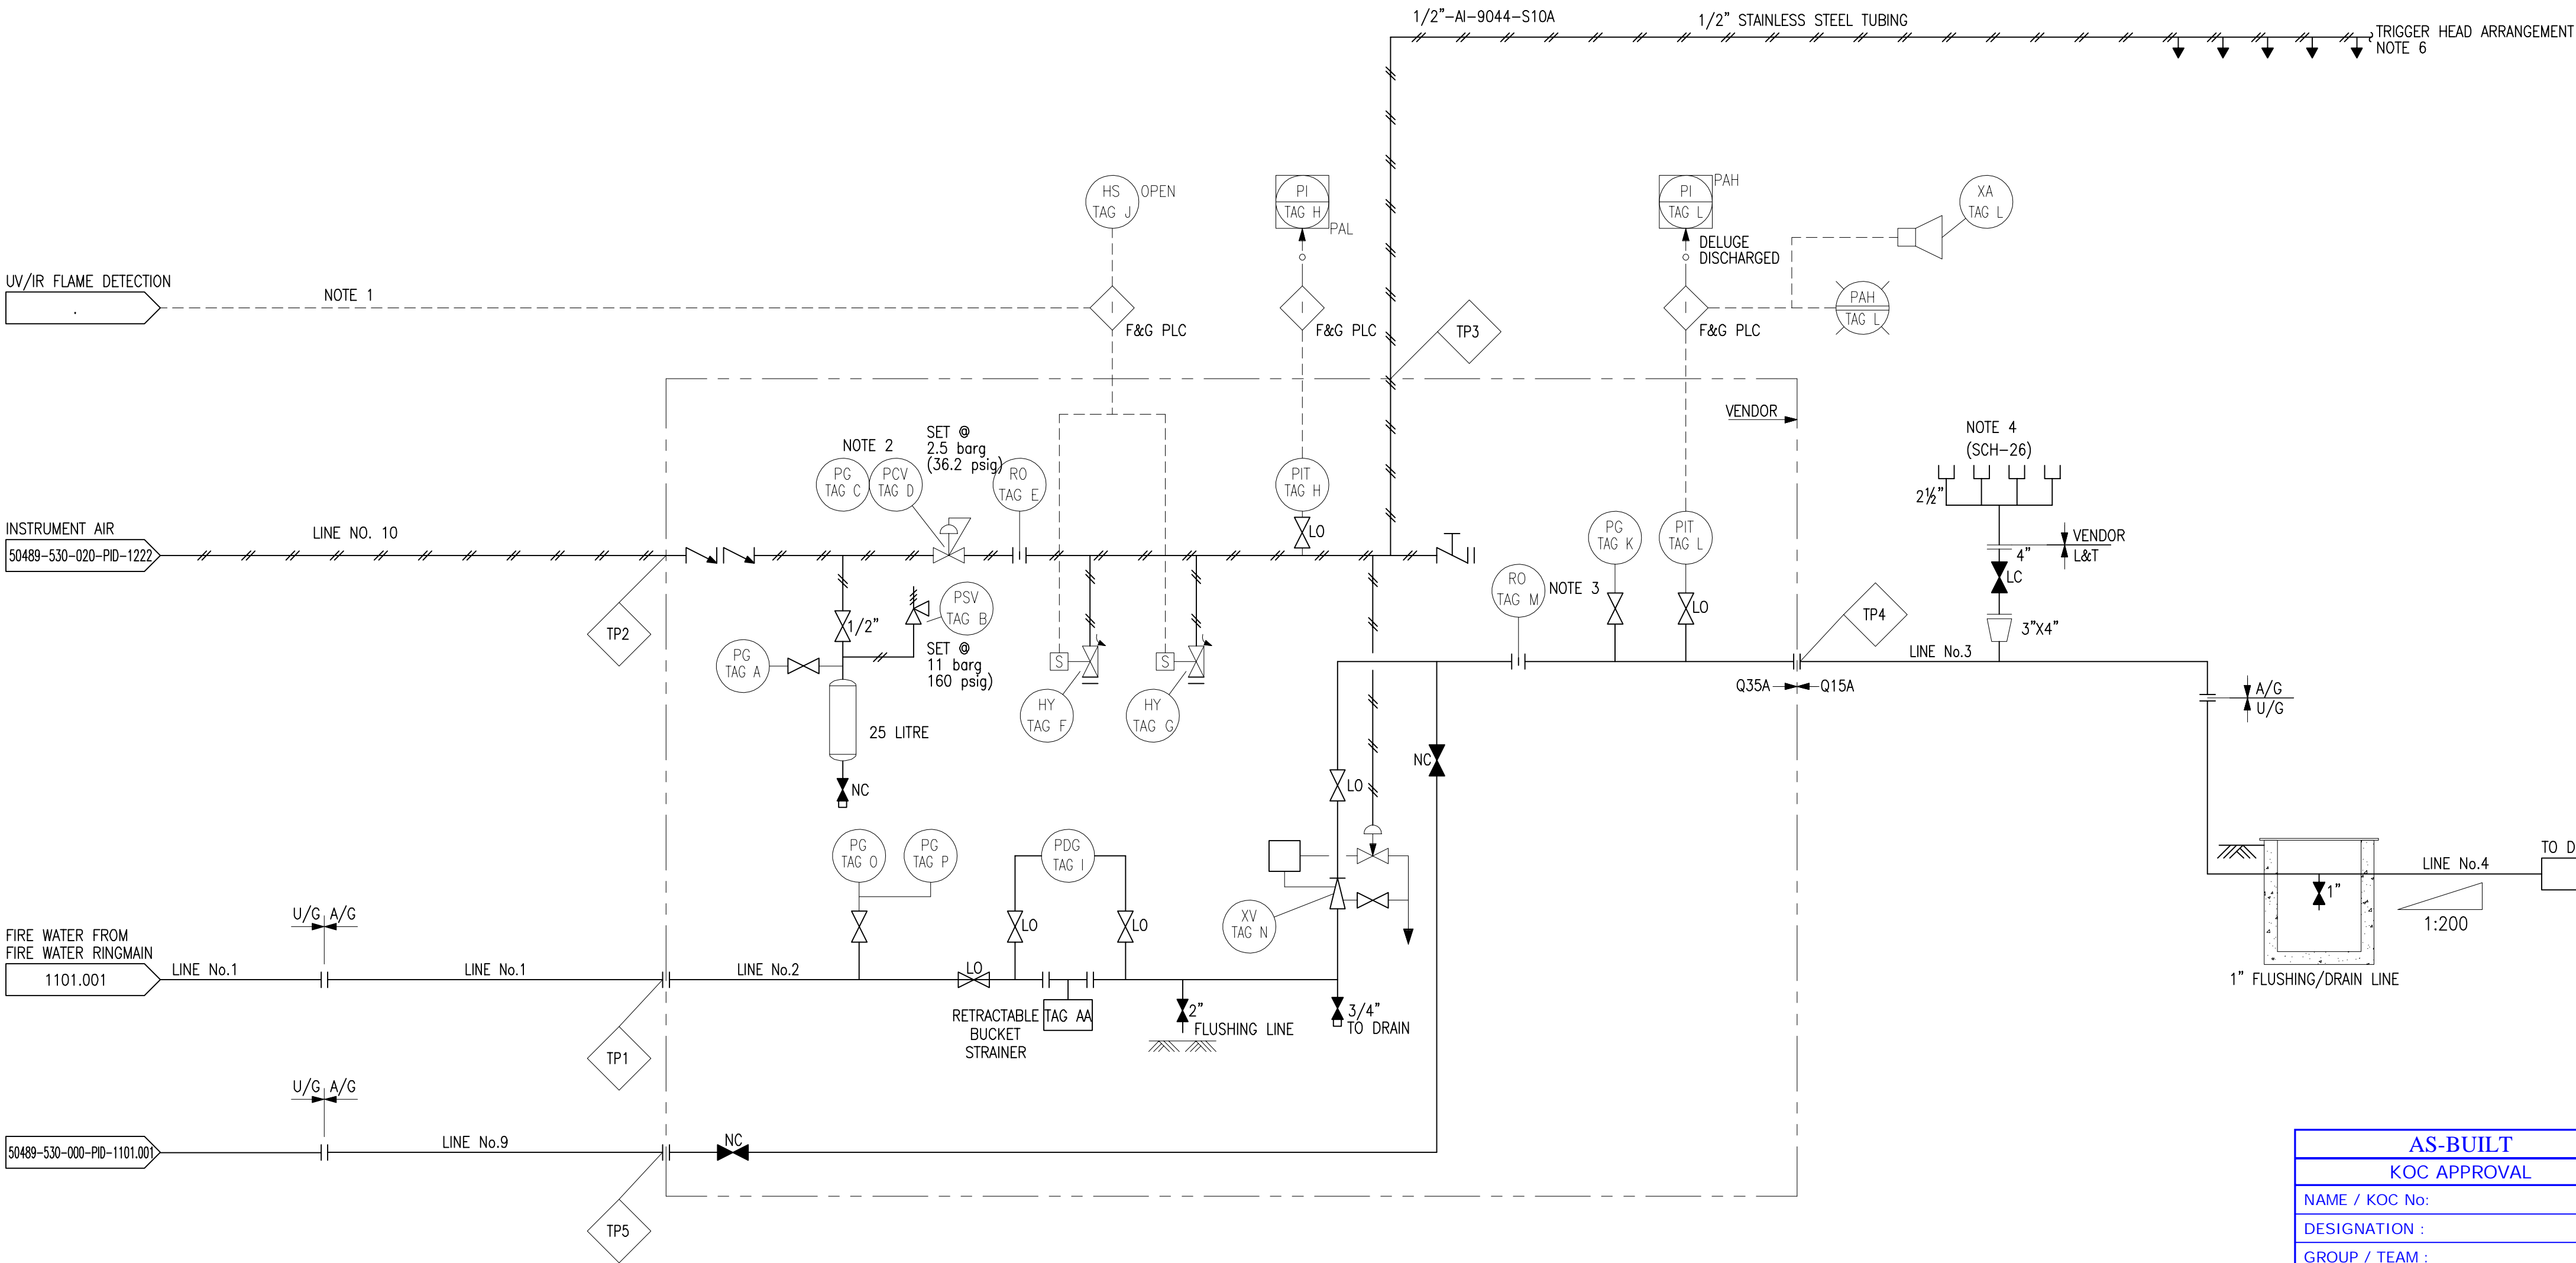 1/2"-AI-9044-S10A
1/2" STAINLESS STEEL TUBING
TRIGGER HEAD ARRANGEMENT
NOTE 6
HS
TAG J
OPEN
PI
TAG H
PAL
PI
TAG L
PAH
XA
TAG L
DELUGE
DISCHARGED
UV/IR FLAME DETECTION
.
NOTE 1
F&G PLC
F&G PLC
F&G PLC
PAH
TAG L
TP3
VENDOR
NOTE 2
SET @
2.5 barg
(36.2 psig)
PG
TAG C
PCV
TAG D
RO
TAG E
PIT
TAG H
LO
NOTE 4
(SCH-26)
2½"
INSTRUMENT AIR
50489-530-020-PID-1222
LINE NO. 10
PG
TAG K
PIT
TAG L
LO
VENDOR
L&T
4"
LC
RO
TAG M
NOTE 3
TP2
1/2"
PSV
TAG B
SET @
11 barg
160 psig)
PG
TAG A
S
S
HY
TAG F
HY
TAG G
25 LITRE
NC
TP4
3"X4"
LINE No.3
Q35A
Q15A
A/G
U/G
NC
LO
PG
TAG O
PG
TAG P
PDG
TAG I
LO
LO
XV
TAG N
TO D
LINE No.4
1"
1:200
1" FLUSHING/DRAIN LINE
U/G A/G
FIRE WATER FROM
FIRE WATER RINGMAIN
1101.001
LINE No.1
LINE No.1
LINE No.2
LO
RETRACTABLE
BUCKET
STRAINER
TAG AA
2"
FLUSHING LINE
3/4"
TO DRAIN
TP1
U/G A/G
50489-530-000-PID-1101.001
LINE No.9
NC
TP5
AS-BUILT
KOC APPROVAL
NAME / KOC No:
DESIGNATION :
GROUP / TEAM :